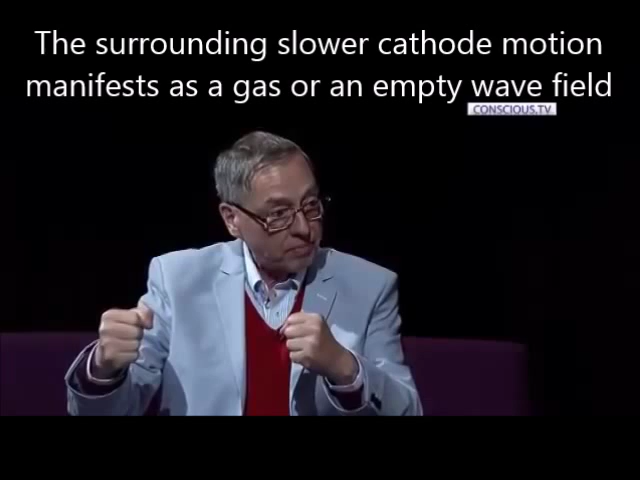 The surrounding slower cathode motion
manifests as a gas or an empty wave field
CONSCIOUS.TV